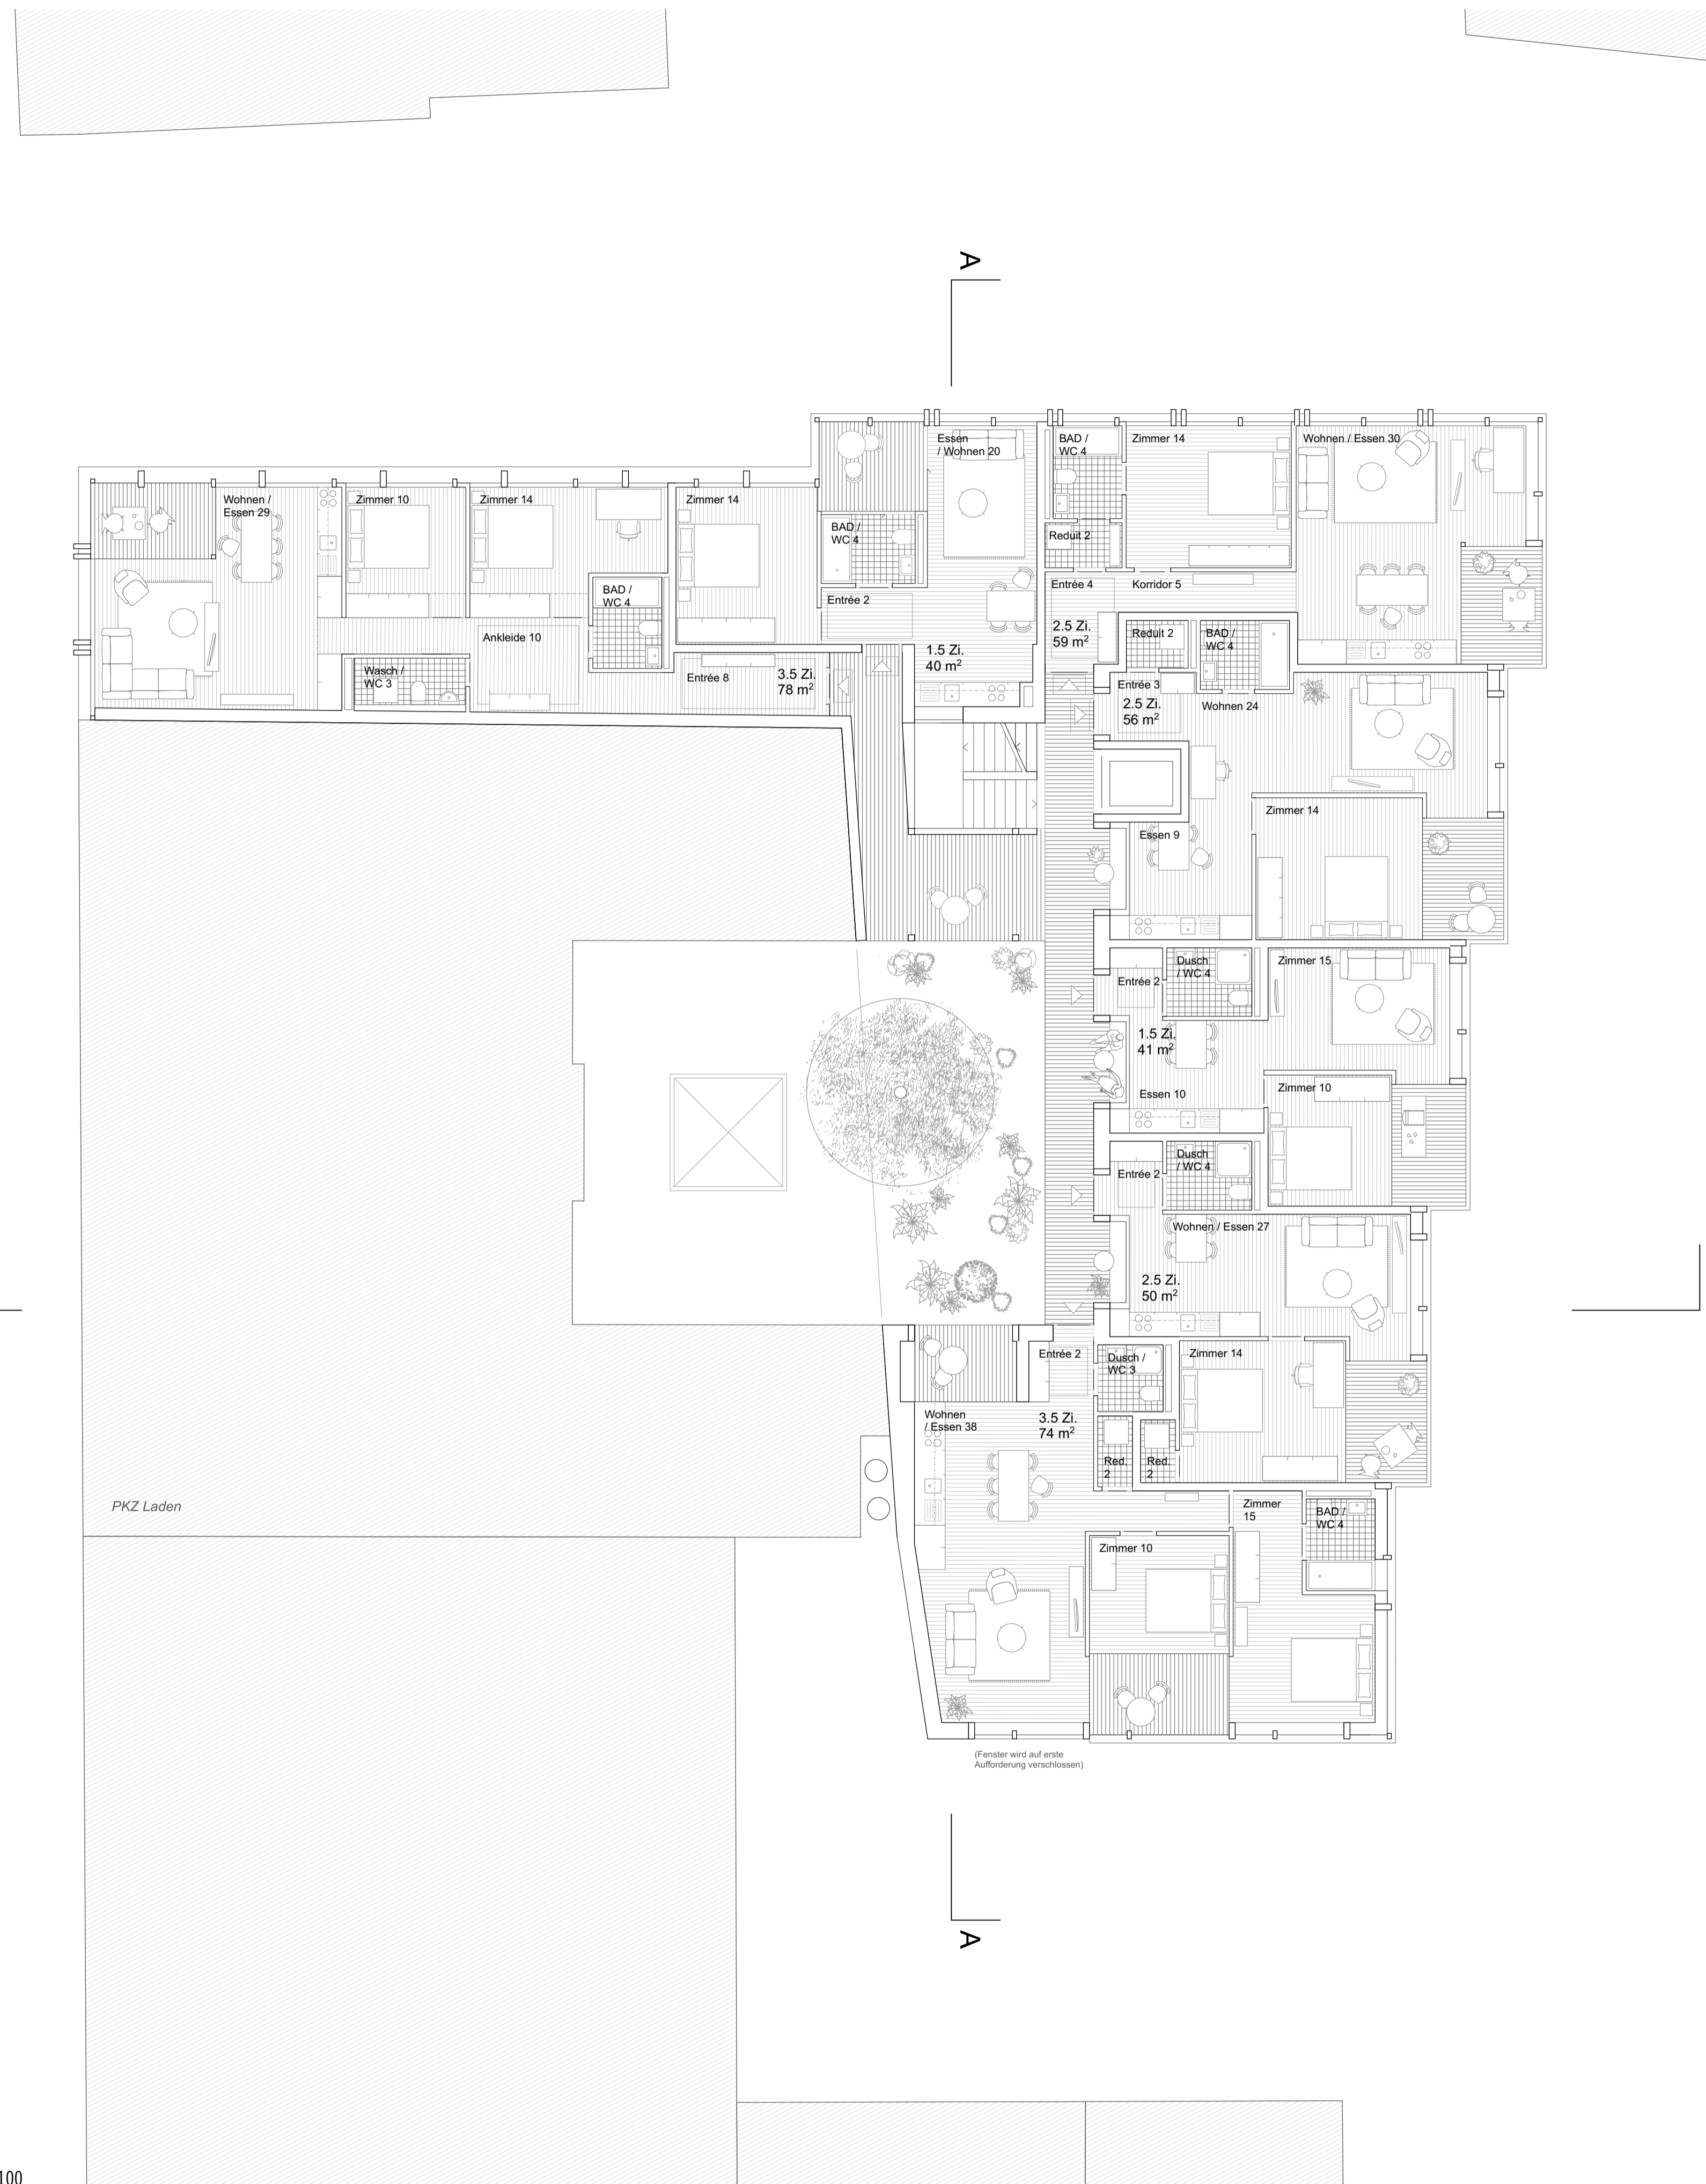 A
Essen
/ Wohnen 20
BAD /
WC 4
Zimmer 14
Wohnen / Essen 30
Wohnen /
Essen 29
Zimmer 10
Zimmer 14
Zimmer 14
BAD /
WC 4
Reduit 2
BAD /
WC 4
Entrée 2
Entrée 4
Korridor 5
Ankleide 10
2.5 Zi.
59 m²
Reduit 2
BAD /
WC 4
1.5 Zi.
40 m²
Wasch /
WC 3
Entrée 8
3.5 Zi.
78 m²
Entrée 3
2.5 Zi.
56 m²
Wohnen 24
Zimmer 14
Essen 9
Dusch
/ WC 4
Zimmer 15
Entrée 2
1.5 Zi.
41 m²
Essen 10
Zimmer 10
Dusch
/ WC 4
Entrée 2
Wohnen / Essen 27
2.5 Zi.
50 m²
Entrée 2
Dusch /
WC 3
Zimmer 14
Wohnen
/ Essen 38
3.5 Zi.
74 m²
Red.
2
Red.
2
PKZ Laden
Zimmer
15
BAD /
WC 4
Zimmer 10
(Fenster wird auf erste
Aufforderung verschlossen)
A
100